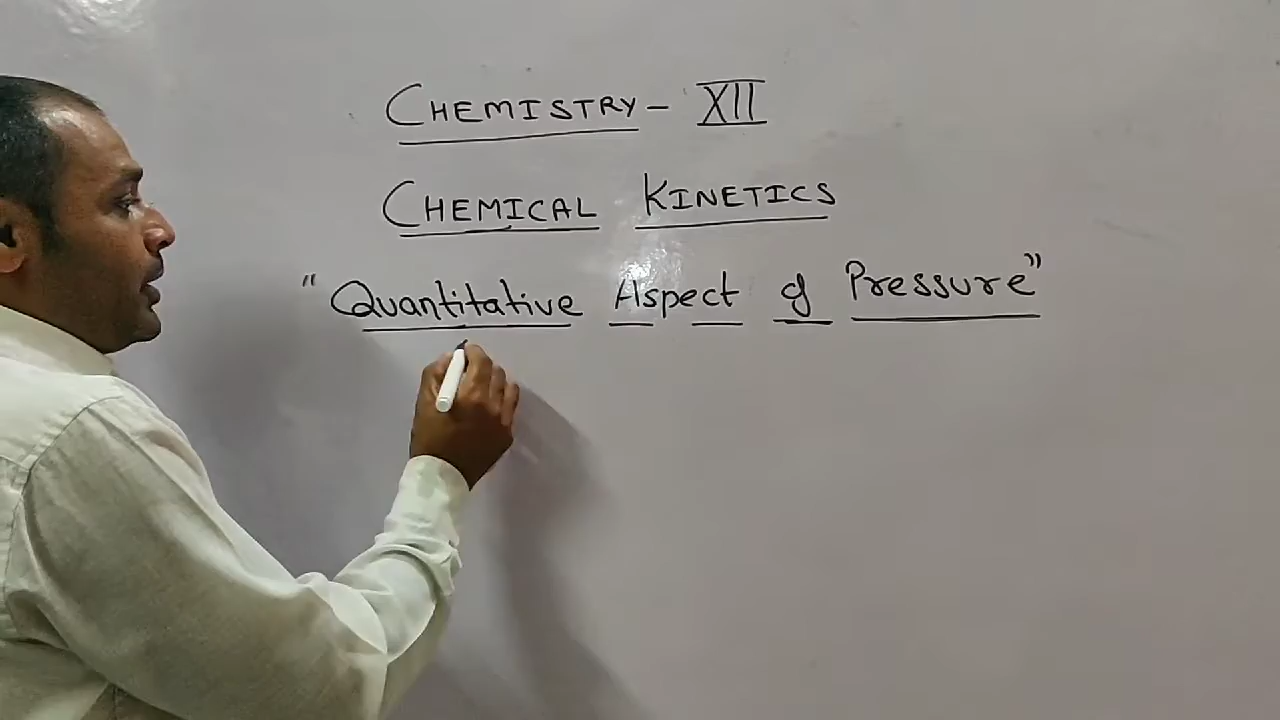 CHEMISTRY - XII
CHEMICAL KINETICS
"Quantitative Aspect of Pressure"